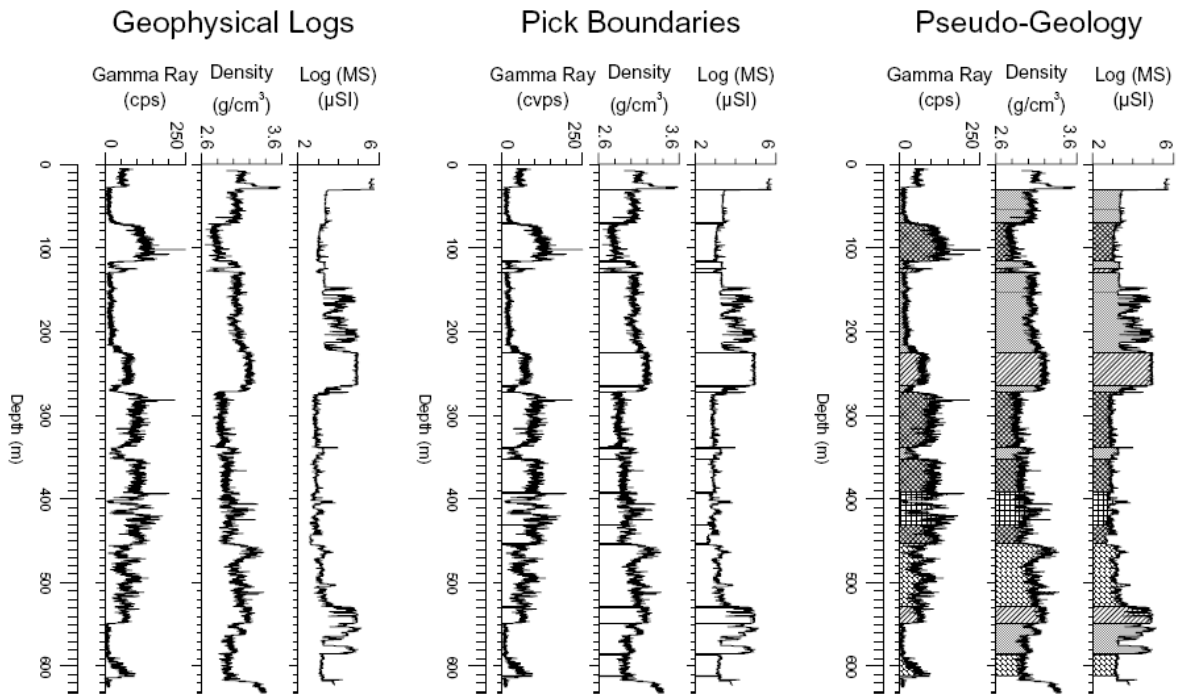 Geophysical Logs
Gamma Ray
(cps)
Density
(g/cm³)
Log (MS)
(µSI)
0 250
2.6 3.6
2 6
0
100
200
300
400
500
600
Depth (m)
Pick Boundaries
Gamma Ray
(cvps)
Density
(g/cm³)
Log (MS)
(µSI)
0 250
2.6 3.6
2 6
0
100
200
300
400
500
600
Depth (m)
Pseudo-Geology
Gamma Ray
(cps)
Density
(g/cm³)
Log (MS)
(µSI)
0 250
2.6 3.6
2 6
0
100
200
300
400
500
600
Depth (m)